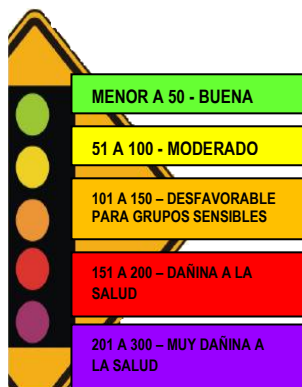 MENOR A 50 - BUENA
51 A 100 - MODERADO
101 A 150 – DESFAVORABLE
PARA GRUPOS SENSIBLES
151 A 200 – DAÑINA A LA
SALUD
201 A 300 – MUY DAÑINA A
LA SALUD